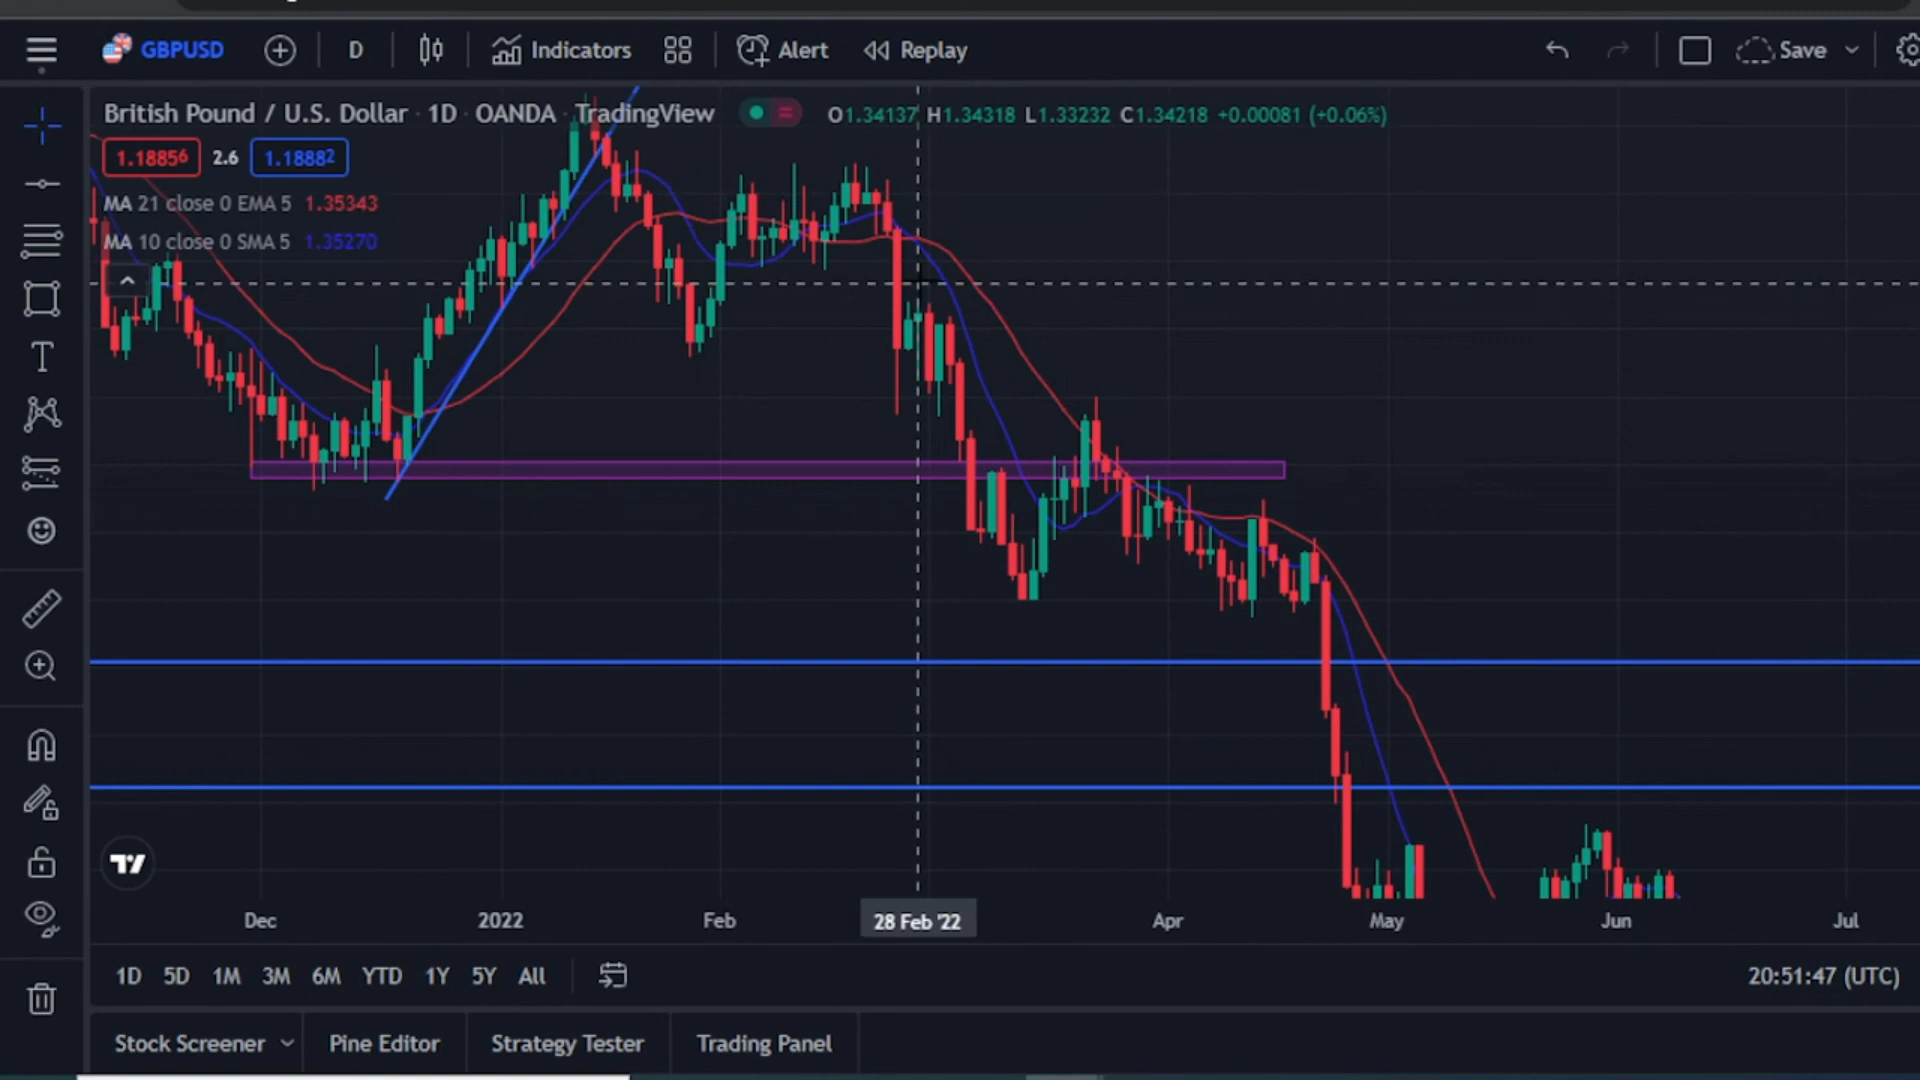 GBPUSD D Indicators Alert Replay Save
British Pound / U.S. Dollar · 1D · OANDA · TradingView O1.34137 H1.34318 L1.33232 C1.34218 +0.00081 (+0.06%)
1.18856 2.6 1.18882
MA 21 close 0 EMA 5 1.35343
MA 10 close 0 SMA 5 1.35270
Dec 2022 Feb 28 Feb '22 Apr May Jun Jul
1D 5D 1M 3M 6M YTD 1Y 5Y All 20:51:47 (UTC)
Stock Screener Pine Editor Strategy Tester Trading Panel